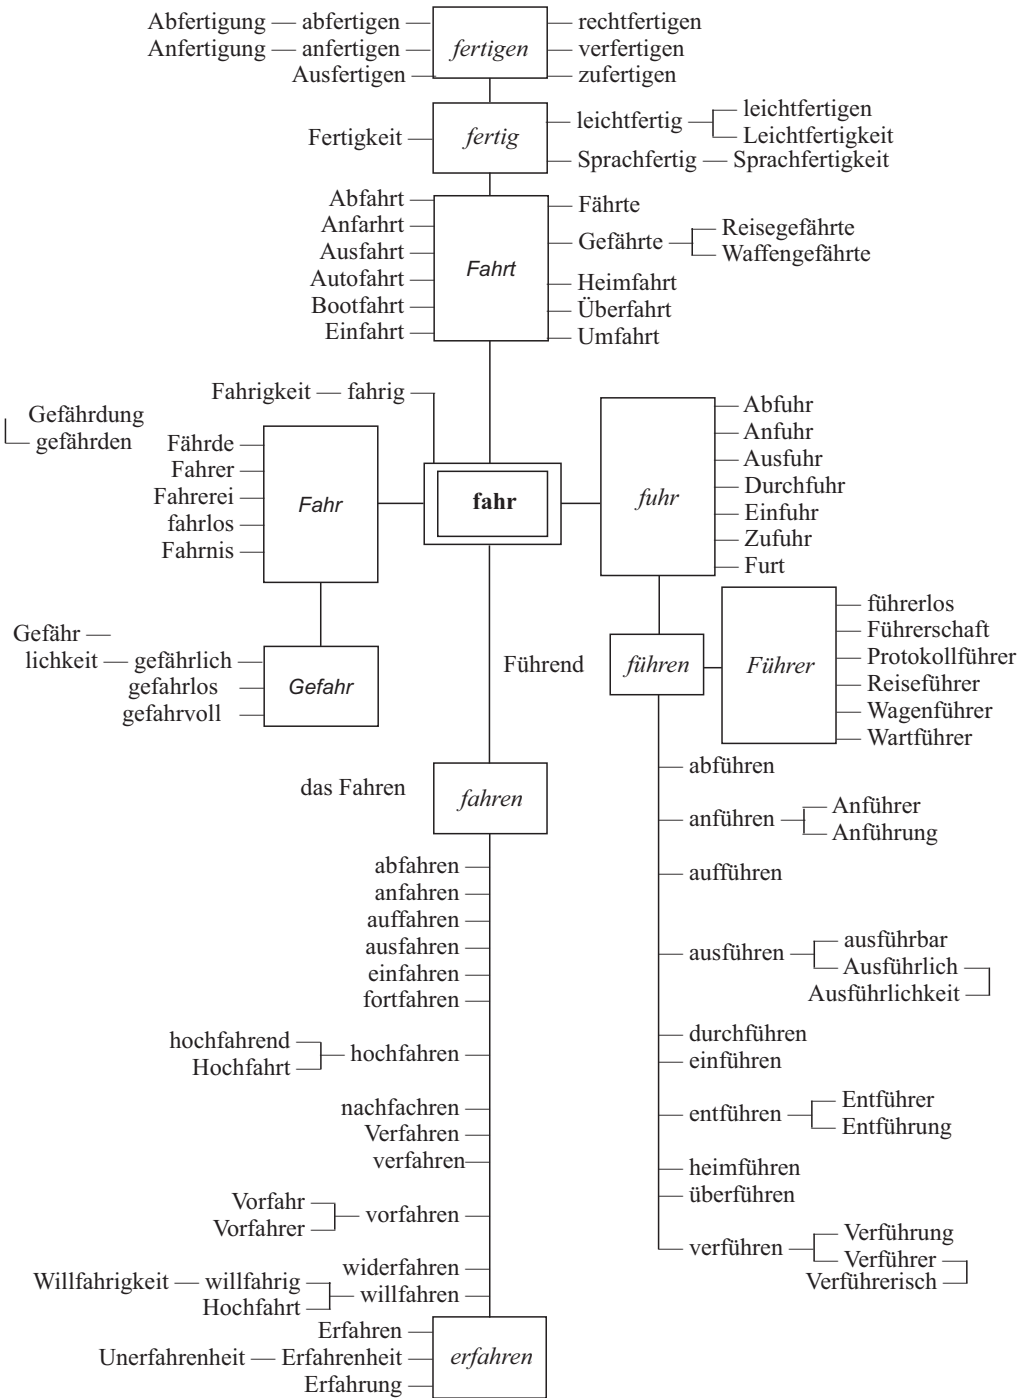 Abfertigung — abfertigen
Anfertigung — anfertigen
Ausfertigen
fertigen
rechtfertigen
verfertigen
zufertigen
Fertigkeit
fertig
leichtfertig
leichtfertigen
Leichtfertigkeit
Sprachfertig — Sprachfertigkeit
Abfahrt
Anfarhrt
Ausfahrt
Autofahrt
Bootfahrt
Einfahrt
Fahrt
Fährte
Gefährte
Reisegefährte
Waffengefährte
Heimfahrt
Überfahrt
Umfahrt
Fahrigkeit — fahrig
Gefährdung
gefährden
Fährde
Fahrer
Fahrerei
fahrlos
Fahrnis
Fahr
fahr
fuhr
Abfuhr
Anfuhr
Ausfuhr
Durchfuhr
Einfuhr
Zufuhr
Furt
Gefähr —
lichkeit — gefährlich
gefahrlos
gefahrvoll
Gefahr
Führend
führen
Führer
führerlos
Führerschaft
Protokollführer
Reiseführer
Wagenführer
Wartführer
das Fahren
fahren
abfahren
anfahren
auffahren
ausfahren
einfahren
fortfahren
hochfahrend
Hochfahrt
hochfahren
nachfachren
Verfahren
verfahren
Vorfahr
Vorfahrer
vorfahren
widerfahren
Willfahrigkeit — willfahrig
Hochfahrt
willfahren
Erfahren
Unerfahrenheit — Erfahrenheit
Erfahrung
erfahren
abführen
anführen
Anführer
Anführung
aufführen
ausführen
ausführbar
Ausführlich
Ausführlichkeit
durchführen
einführen
entführen
Entführer
Entführung
heimführen
überführen
verführen
Verführung
Verführer
Verführerisch